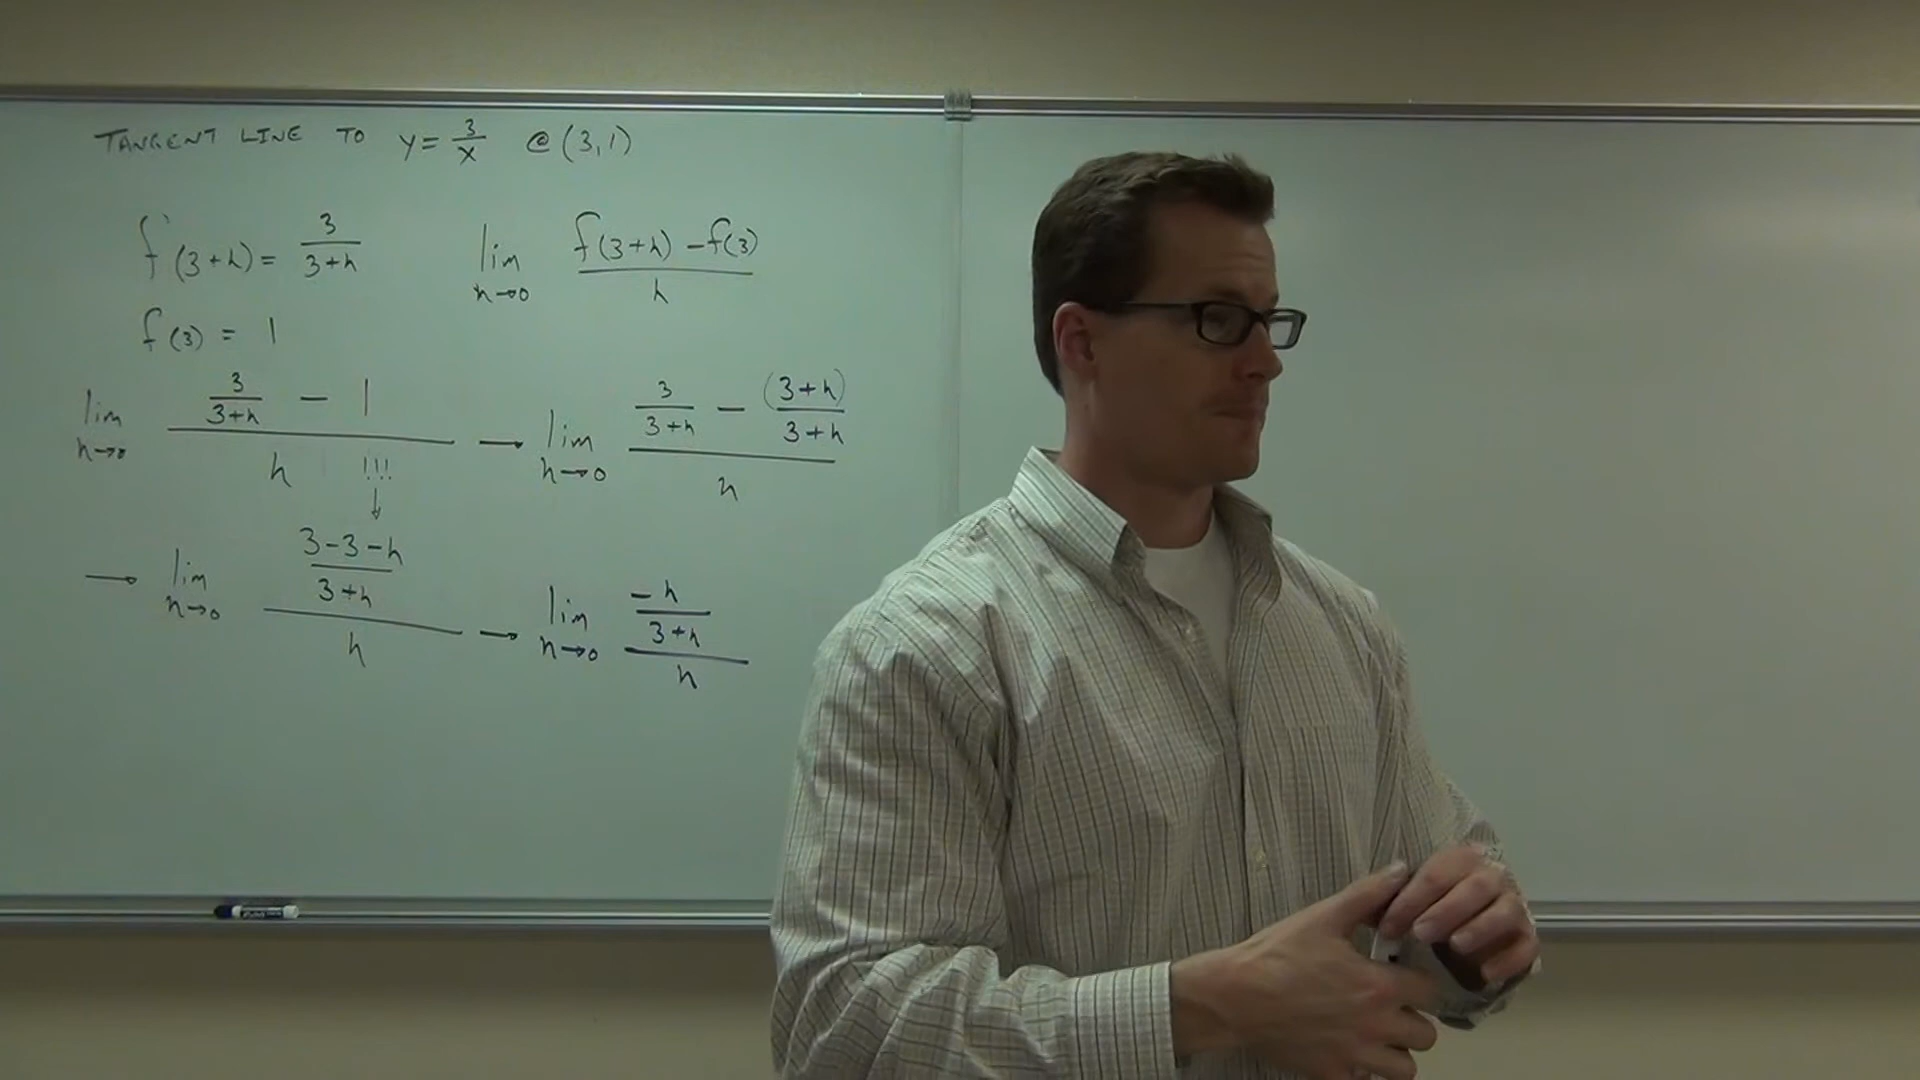 TANGENT LINE TO y = 3/x @ (3,1)
f(3+h) = 3/(3+h)
lim h→0 (f(3+h) - f(3))/h
f(3) = 1
lim h→0 (3/(3+h) - 1)/h → lim h→0 (3/(3+h) - (3+h)/(3+h))/h
!!!
↓
→ lim h→0 ((3-3-h)/(3+h))/h → lim h→0 (-h/(3+h))/h